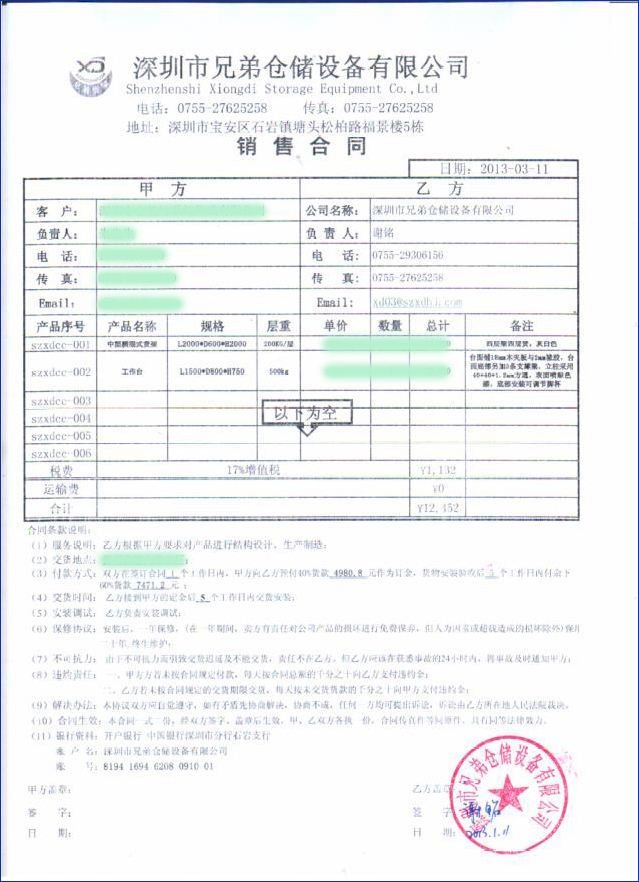 XD
深圳市兄弟仓储设备有限公司
Shenzhenshi Xiongdi Storage Equipment Co.,Ltd
电话：0755-27625258 传真：0755-27625258
地址：深圳市宝安区石岩镇塘头松柏路福景楼5栋
销售合同
日期：2013-03-11
甲方 乙方
客户： 公司名称： 深圳市兄弟仓储设备有限公司
负责人： 负责人： 谢铭
电话： 电话： 0755-29306156
传真： 传真： 0755-27625258
Email： Email:
产品序号 产品名称 规格 层重 单价 数量 总计 备注
szxdcc-001 中型横梁式货架 L2000*D600*H2000 200KG/层 四层架四层货，灰白色
szxdcc-002 工作台 L1500*D800*H750 500kg 台面铺18mm木夹板与2mm胶胶，台
面底部另加3条支撑梁，立柱采用
40*40*1.2mm方通，表面喷
漆，底部安装可调节脚杯
szxdcc-003
szxdcc-004 以下为空
szxdcc-005
szxdcc-006
税费 17%增值税 ¥1,132
运输费 ¥0
合计 ¥12,452
合同条款说明：
（1）服务说明：乙方根据甲方要求对产品进行结构设计、生产制造；
（2）交货地点：
（3）付款方式：双方在签订合同 1 个工作日内，甲方向乙方预付40%货款 4980.8 元作为订金，货物安装验收后 5 个工作日内付余下
60%货款 7471.2 元；
（4）交货时间： 乙方接到甲方的定金后 5 个工作日内交货安装；
（5）安装调试： 乙方负责安装调试；
（6）保修协议：安装后，一年保修，（在一年期间，卖方有责任对公司产品的损坏进行免费保养，但人为因素或超载造成的损坏除外）保用
二十年，终生维护；
（7）不可抗力： 由于不可抗力而引致交货迟延及不能交货，责任不在乙方。但乙方应该在获悉事故的24小时内，将事故及时通知甲方；
（8）违约责任： 一、甲方若未按合同规定付款，每天按合同总额的千分之十向乙方支付违约金；
二、乙方若未按合同规定的交货期限交货，每天按未交货货款的千分之十向甲方支付违约金；
（9）解决办法：本协议双方应自觉遵守，如有矛盾先协商解决，协商不成，任何一方均可提出诉讼，诉讼由乙方所在地人民法院裁决。
（10）合同生效：本合同一式二份，经双方签字、盖章后生效，甲、乙双方各执一份，合同传真件等同原件，具有同等法律效力。
（11）银行资料：开户银行 中国银行深圳市分行石岩支行
账户名：深圳市兄弟仓储设备有限公司
账号：8194 1694 6208 0910 01
甲方盖章： 乙方盖章：
签字： 签字： 谢铭
日期： 日期： 2013.
深圳市兄弟仓储设备有限公司